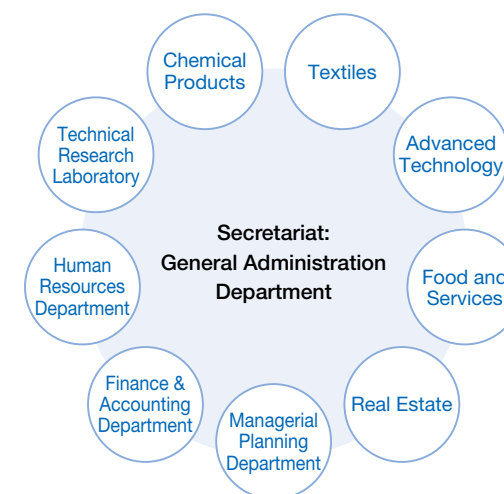 Chemical
Products
Textiles
Advanced
Technology
Food and
Services
Real Estate
Managerial
Planning
Department
Finance &
Accounting
Department
Human
Resources
Department
Technical
Research
Laboratory
Secretariat:
General Administration
Department